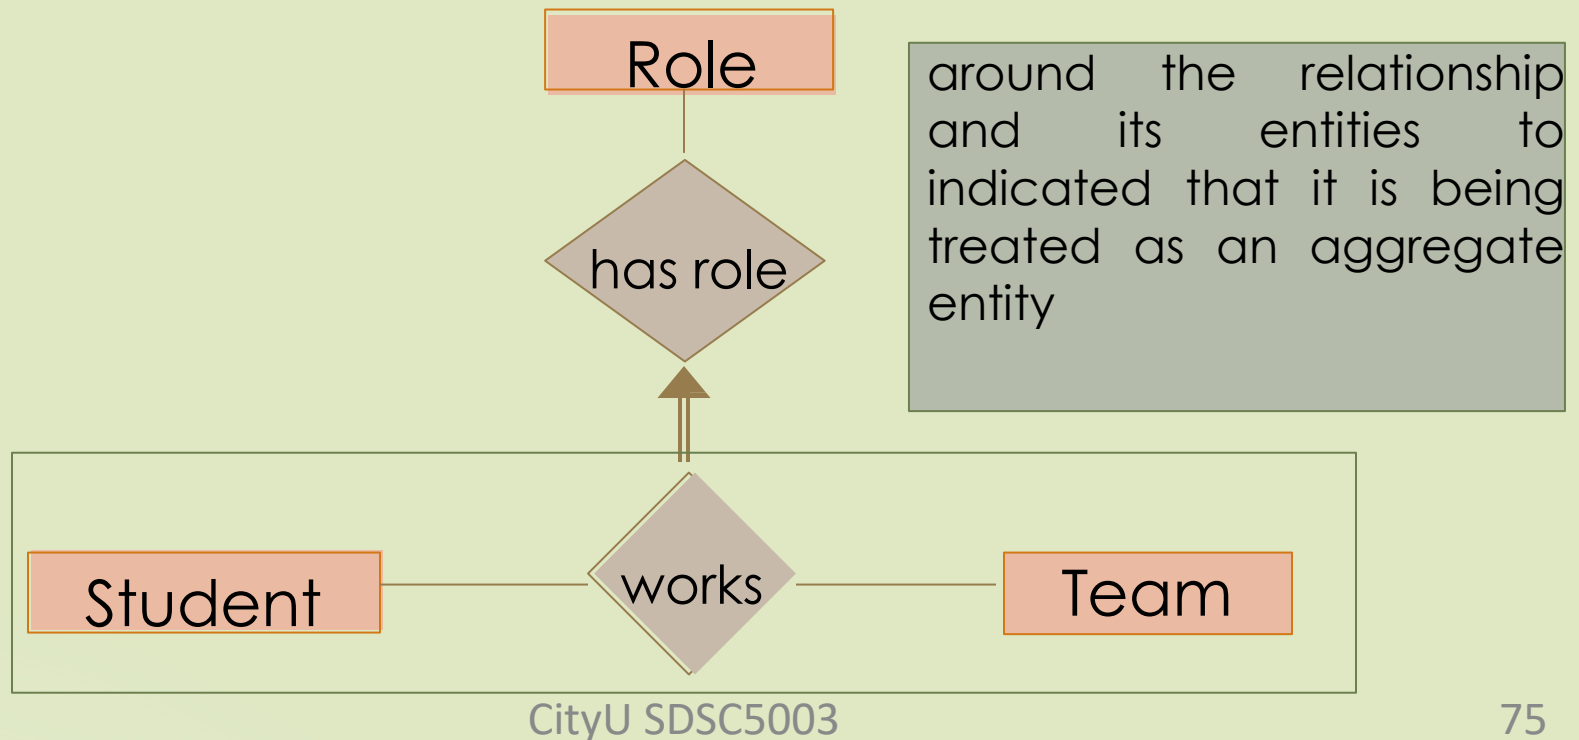 Role
around the relationship
and its entities to
indicated that it is being
treated as an aggregate
entity
has role
Student
works
Team
CityU SDSC5003
75